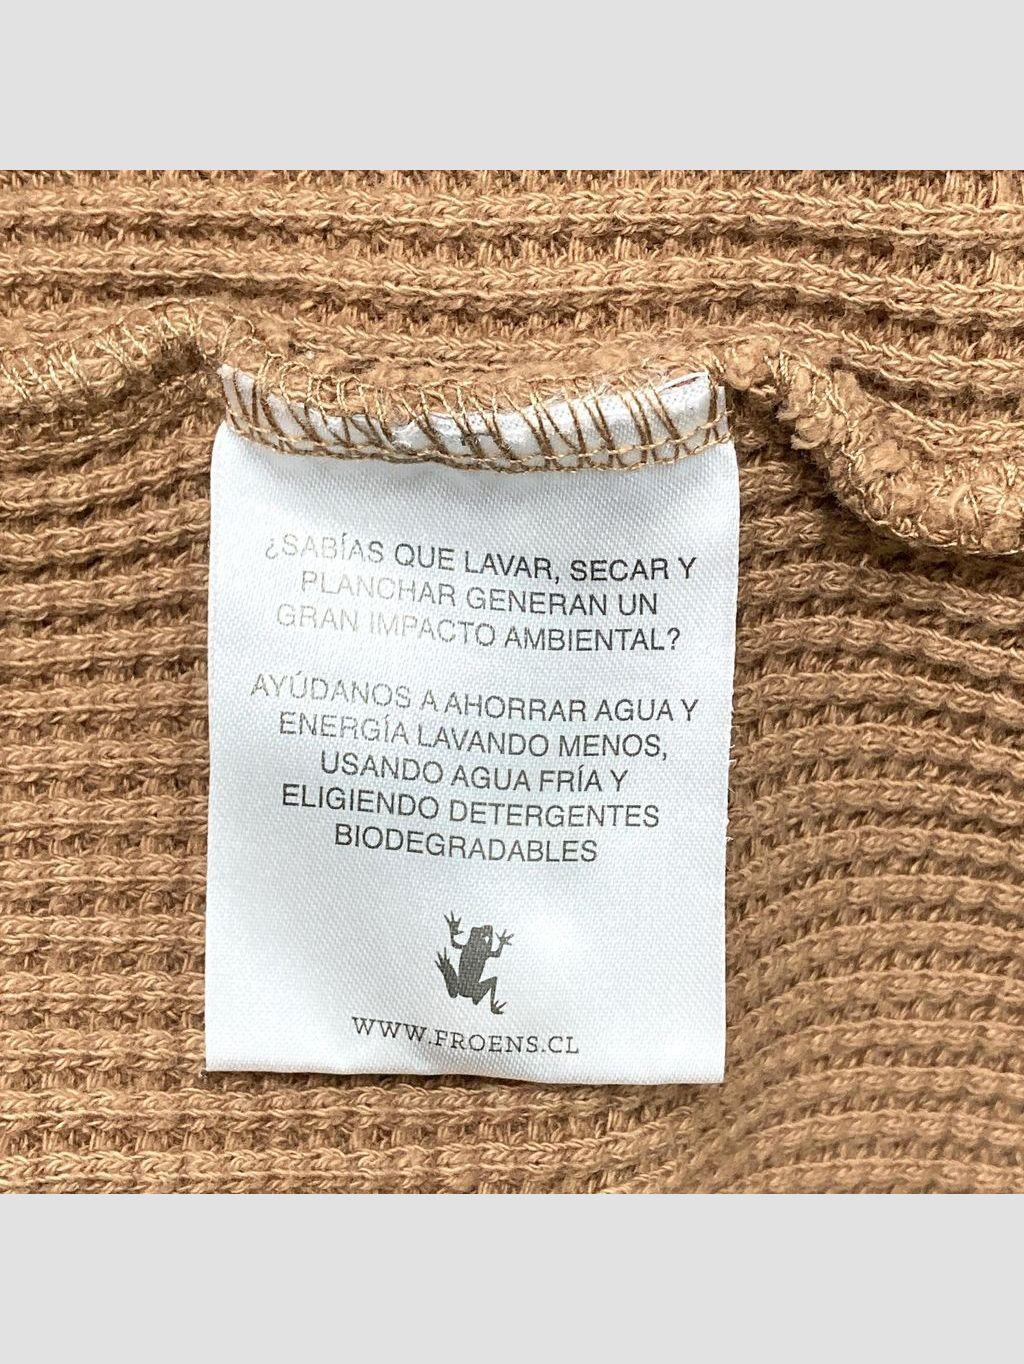 ¿SABÍAS QUE LAVAR, SECAR Y
PLANCHAR GENERAN UN
GRAN IMPACTO AMBIENTAL?
AYÚDANOS A AHORRAR AGUA Y
ENERGÍA LAVANDO MENOS,
USANDO AGUA FRÍA Y
ELIGIENDO DETERGENTES
BIODEGRADABLES
WWW.FROENS.CL